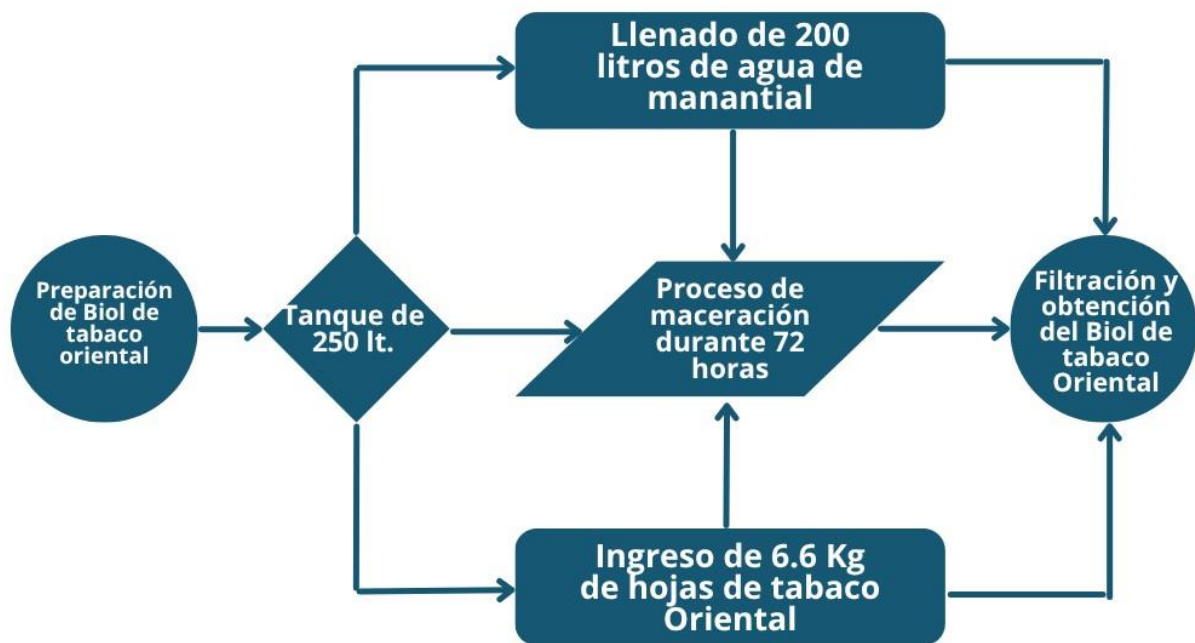 Llenado de 200
litros de agua de
manantial
Preparación
de Biol de
tabaco
oriental
Tanque de
250 lt.
Proceso de
maceración
durante 72
horas
Filtración y
obtención
del Biol de
tabaco
Oriental
Ingreso de 6.6 Kg
de hojas de tabaco
Oriental